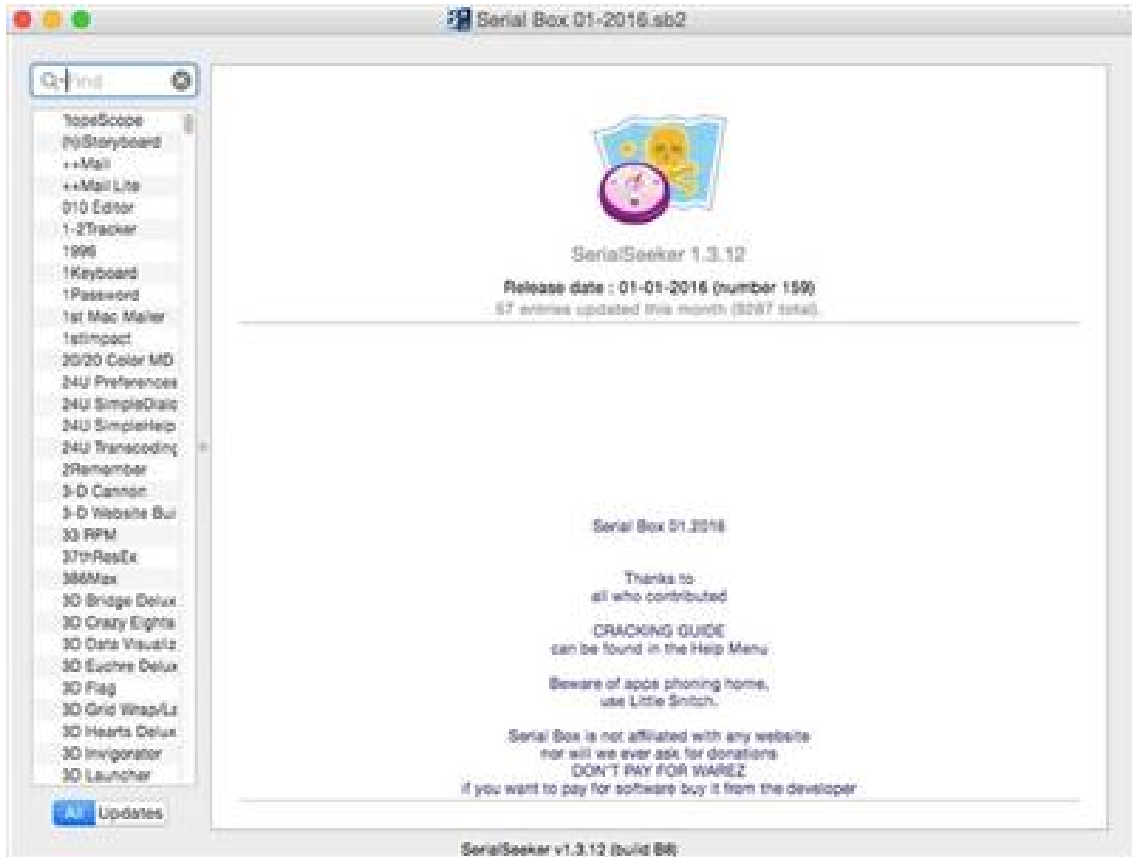 Serial Box 01-2016.sb2
Find
?opeScope
(h)Storyboard
++Mail
++Mail Lite
010 Editor
1-2Tracker
1996
1Keyboard
1Password
1st Mac Mailer
1stImpact
20/20 Color MD
24U Preferences
24U SimpleDialo
24U SimpleHelp
24U Transcoding
2Remember
3-D Cannon
3-D Website Bui
33 RPM
37thResEx
386Max
3D Bridge Delux
3D Crazy Eights
3D Data Visualiz
3D Euchre Delux
3D Flag
3D Grid Wrap/La
3D Hearts Delux
3D Invigorator
3D Launcher
All Updates
SerialSeeker 1.3.12
Release date : 01-01-2016 (number 159)
57 entries updated this month (9287 total).
Serial Box 01.2016
Thanks to
all who contributed
CRACKING GUIDE
can be found in the Help Menu
Beware of apps phoning home,
use Little Snitch.
Serial Box is not affiliated with any website
nor will we ever ask for donations
DON'T PAY FOR WAREZ
if you want to pay for software buy it from the developer
SerialSeeker v1.3.12 (build B8)